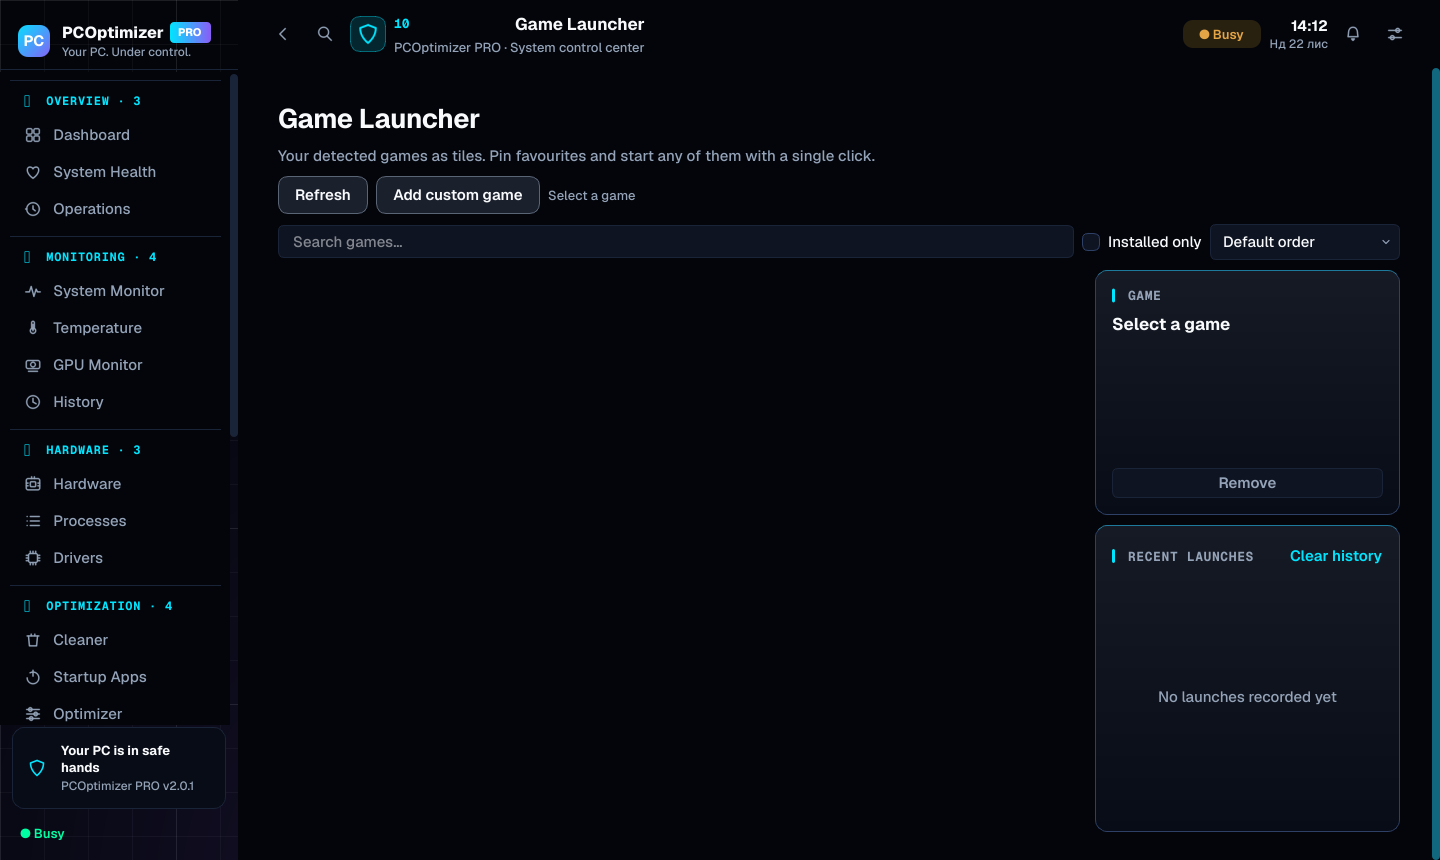 PC
PCOptimizer PRO
Your PC. Under control.
OVERVIEW · 3
Dashboard
System Health
Operations
MONITORING · 4
System Monitor
Temperature
GPU Monitor
History
HARDWARE · 3
Hardware
Processes
Drivers
OPTIMIZATION · 4
Cleaner
Startup Apps
Optimizer
Your PC is in safe
hands
PCOptimizer PRO v2.0.1
Busy
10
Game Launcher
PCOptimizer PRO · System control center
Busy
14:12
Нд 22 лис
Game Launcher
Your detected games as tiles. Pin favourites and start any of them with a single click.
Refresh
Add custom game
Select a game
Search games...
Installed only
Default order
GAME
Select a game
Remove
RECENT LAUNCHES
Clear history
No launches recorded yet